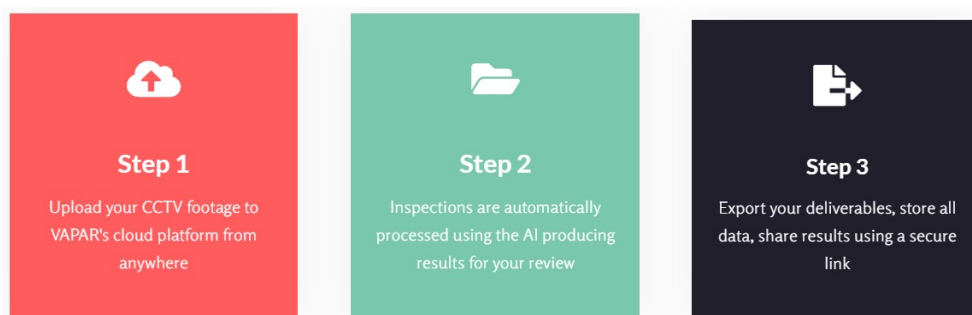 Step 1
Upload your CCTV footage to
VAPAR's cloud platform from
anywhere
Step 2
Inspections are automatically
processed using the AI producing
results for your review
Step 3
Export your deliverables, store all
data, share results using a secure
link